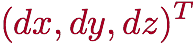 (dx, dy, dz)^T